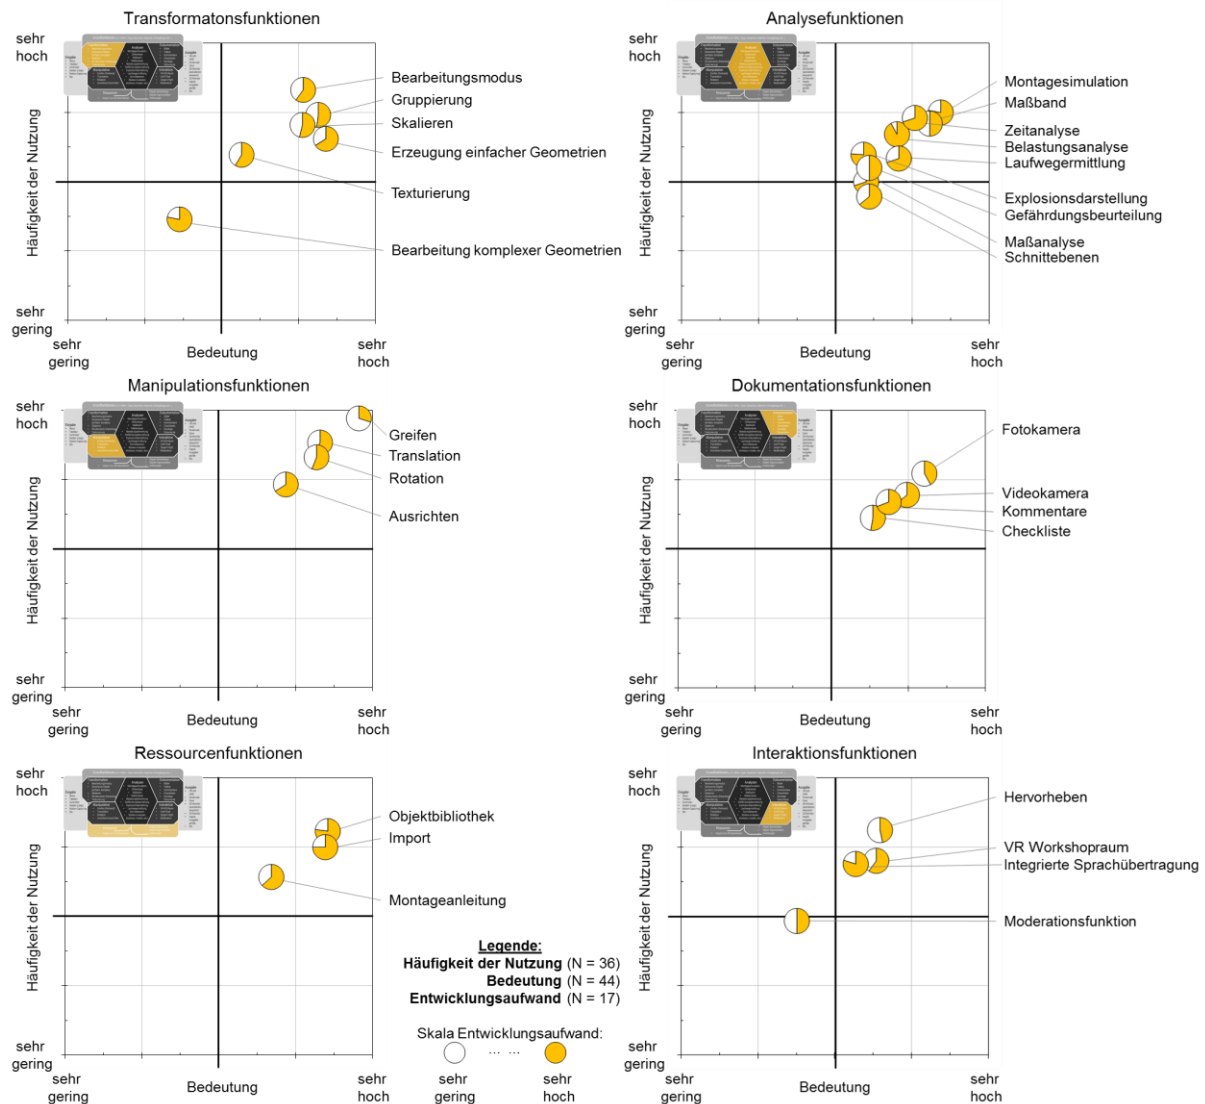 Transformatonsfunktionen
sehr
hoch
Häufigkeit der Nutzung
Bearbeitungsmodus
Gruppierung
Skalieren
Erzeugung einfacher Geometrien
Texturierung
Bearbeitung komplexer Geometrien
sehr
gering
sehr
gering
Bedeutung
sehr
hoch
Analysefunktionen
sehr
hoch
Häufigkeit der Nutzung
Montagesimulation
Maßband
Zeitanalyse
Belastungsanalyse
Laufwegermittlung
Explosionsdarstellung
Gefährdungsbeurteilung
Maßanalyse
Schnittebenen
sehr
gering
sehr
gering
Bedeutung
sehr
hoch
Manipulationsfunktionen
sehr
hoch
Häufigkeit der Nutzung
Greifen
Translation
Rotation
Ausrichten
sehr
gering
sehr
gering
Bedeutung
sehr
hoch
Dokumentationsfunktionen
sehr
hoch
Häufigkeit der Nutzung
Fotokamera
Videokamera
Kommentare
Checkliste
sehr
gering
sehr
gering
Bedeutung
sehr
hoch
Ressourcenfunktionen
sehr
hoch
Häufigkeit der Nutzung
Objektbibliothek
Import
Montageanleitung
sehr
gering
sehr
gering
Bedeutung
sehr
hoch
Legende:
Häufigkeit der Nutzung (N = 36)
Bedeutung (N = 44)
Entwicklungsaufwand (N = 17)
Skala Entwicklungsaufwand:
... ...
sehr
gering
sehr
hoch
Interaktionsfunktionen
sehr
hoch
Häufigkeit der Nutzung
Hervorheben
VR Workshopraum
Integrierte Sprachübertragung
Moderationsfunktion
sehr
gering
sehr
gering
Bedeutung
sehr
hoch